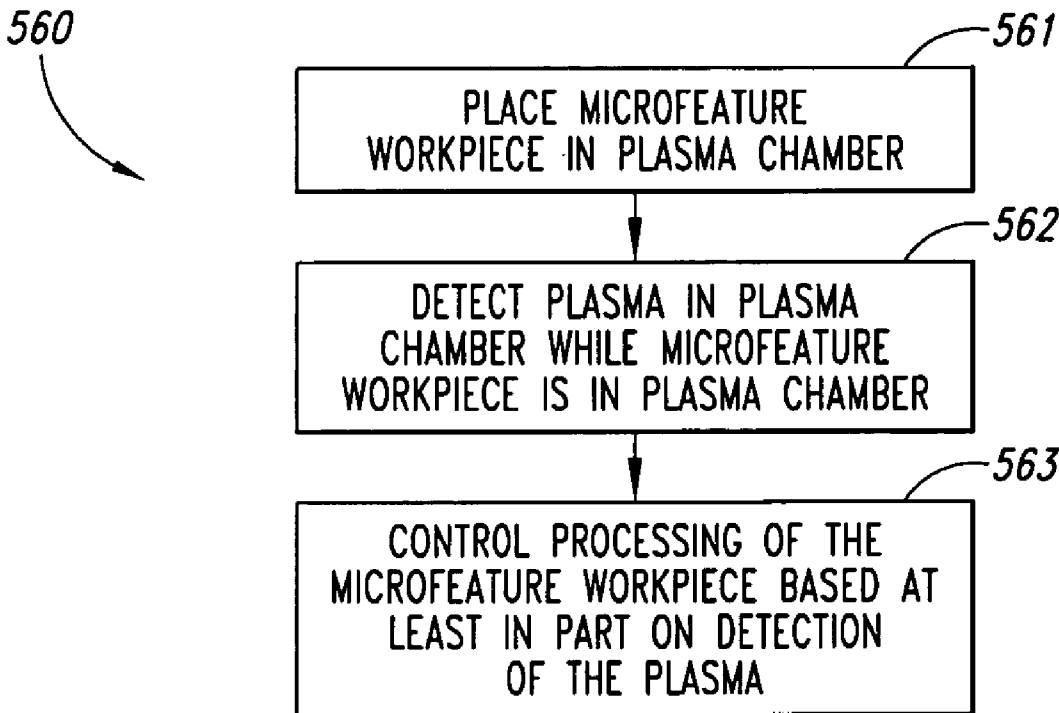 560
561
PLACE MICROFEATURE
WORKPIECE IN PLASMA CHAMBER
562
DETECT PLASMA IN PLASMA
CHAMBER WHILE MICROFEATURE
WORKPIECE IS IN PLASMA CHAMBER
563
CONTROL PROCESSING OF THE
MICROFEATURE WORKPIECE BASED AT
LEAST IN PART ON DETECTION
OF THE PLASMA